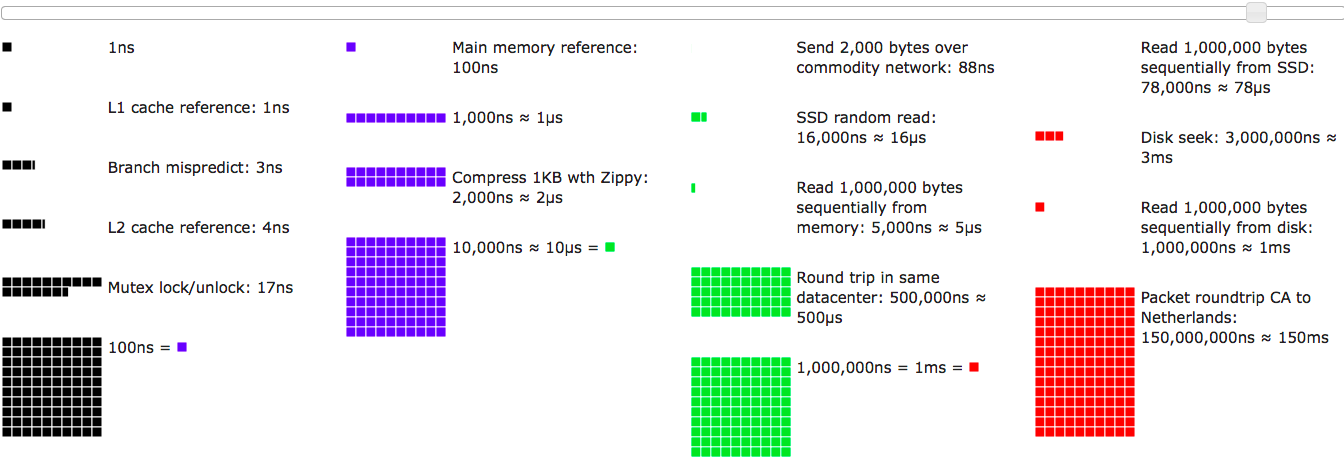 1ns
L1 cache reference: 1ns
Branch mispredict: 3ns
L2 cache reference: 4ns
Mutex lock/unlock: 17ns
100ns =
Main memory reference:
100ns
1,000ns ≈ 1μs
Compress 1KB wth Zippy:
2,000ns ≈ 2μs
10,000ns ≈ 10μs =
Send 2,000 bytes over
commodity network: 88ns
SSD random read:
16,000ns ≈ 16μs
Read 1,000,000 bytes
sequentially from
memory: 5,000ns ≈ 5μs
Round trip in same
datacenter: 500,000ns ≈
500μs
1,000,000ns = 1ms =
Read 1,000,000 bytes
sequentially from SSD:
78,000ns ≈ 78μs
Disk seek: 3,000,000ns ≈
3ms
Read 1,000,000 bytes
sequentially from disk:
1,000,000ns ≈ 1ms
Packet roundtrip CA to
Netherlands:
150,000,000ns ≈ 150ms